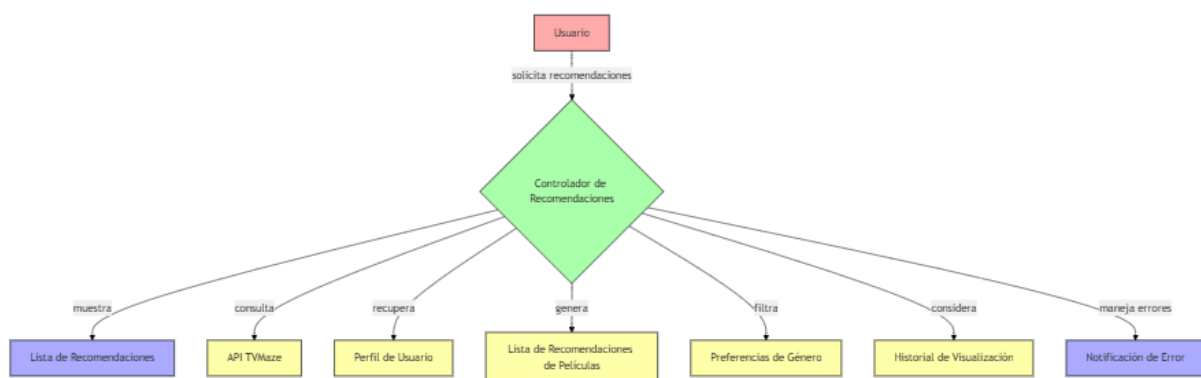 Usuario
solicita recomendaciones
Controlador de
Recomendaciones
muestra
consulta
recupera
genera
filtra
considera
maneja errores
Lista de Recomendaciones
API TVMaze
Perfil de Usuario
Lista de Recomendaciones
de Películas
Preferencias de Género
Historial de Visualización
Notificación de Error